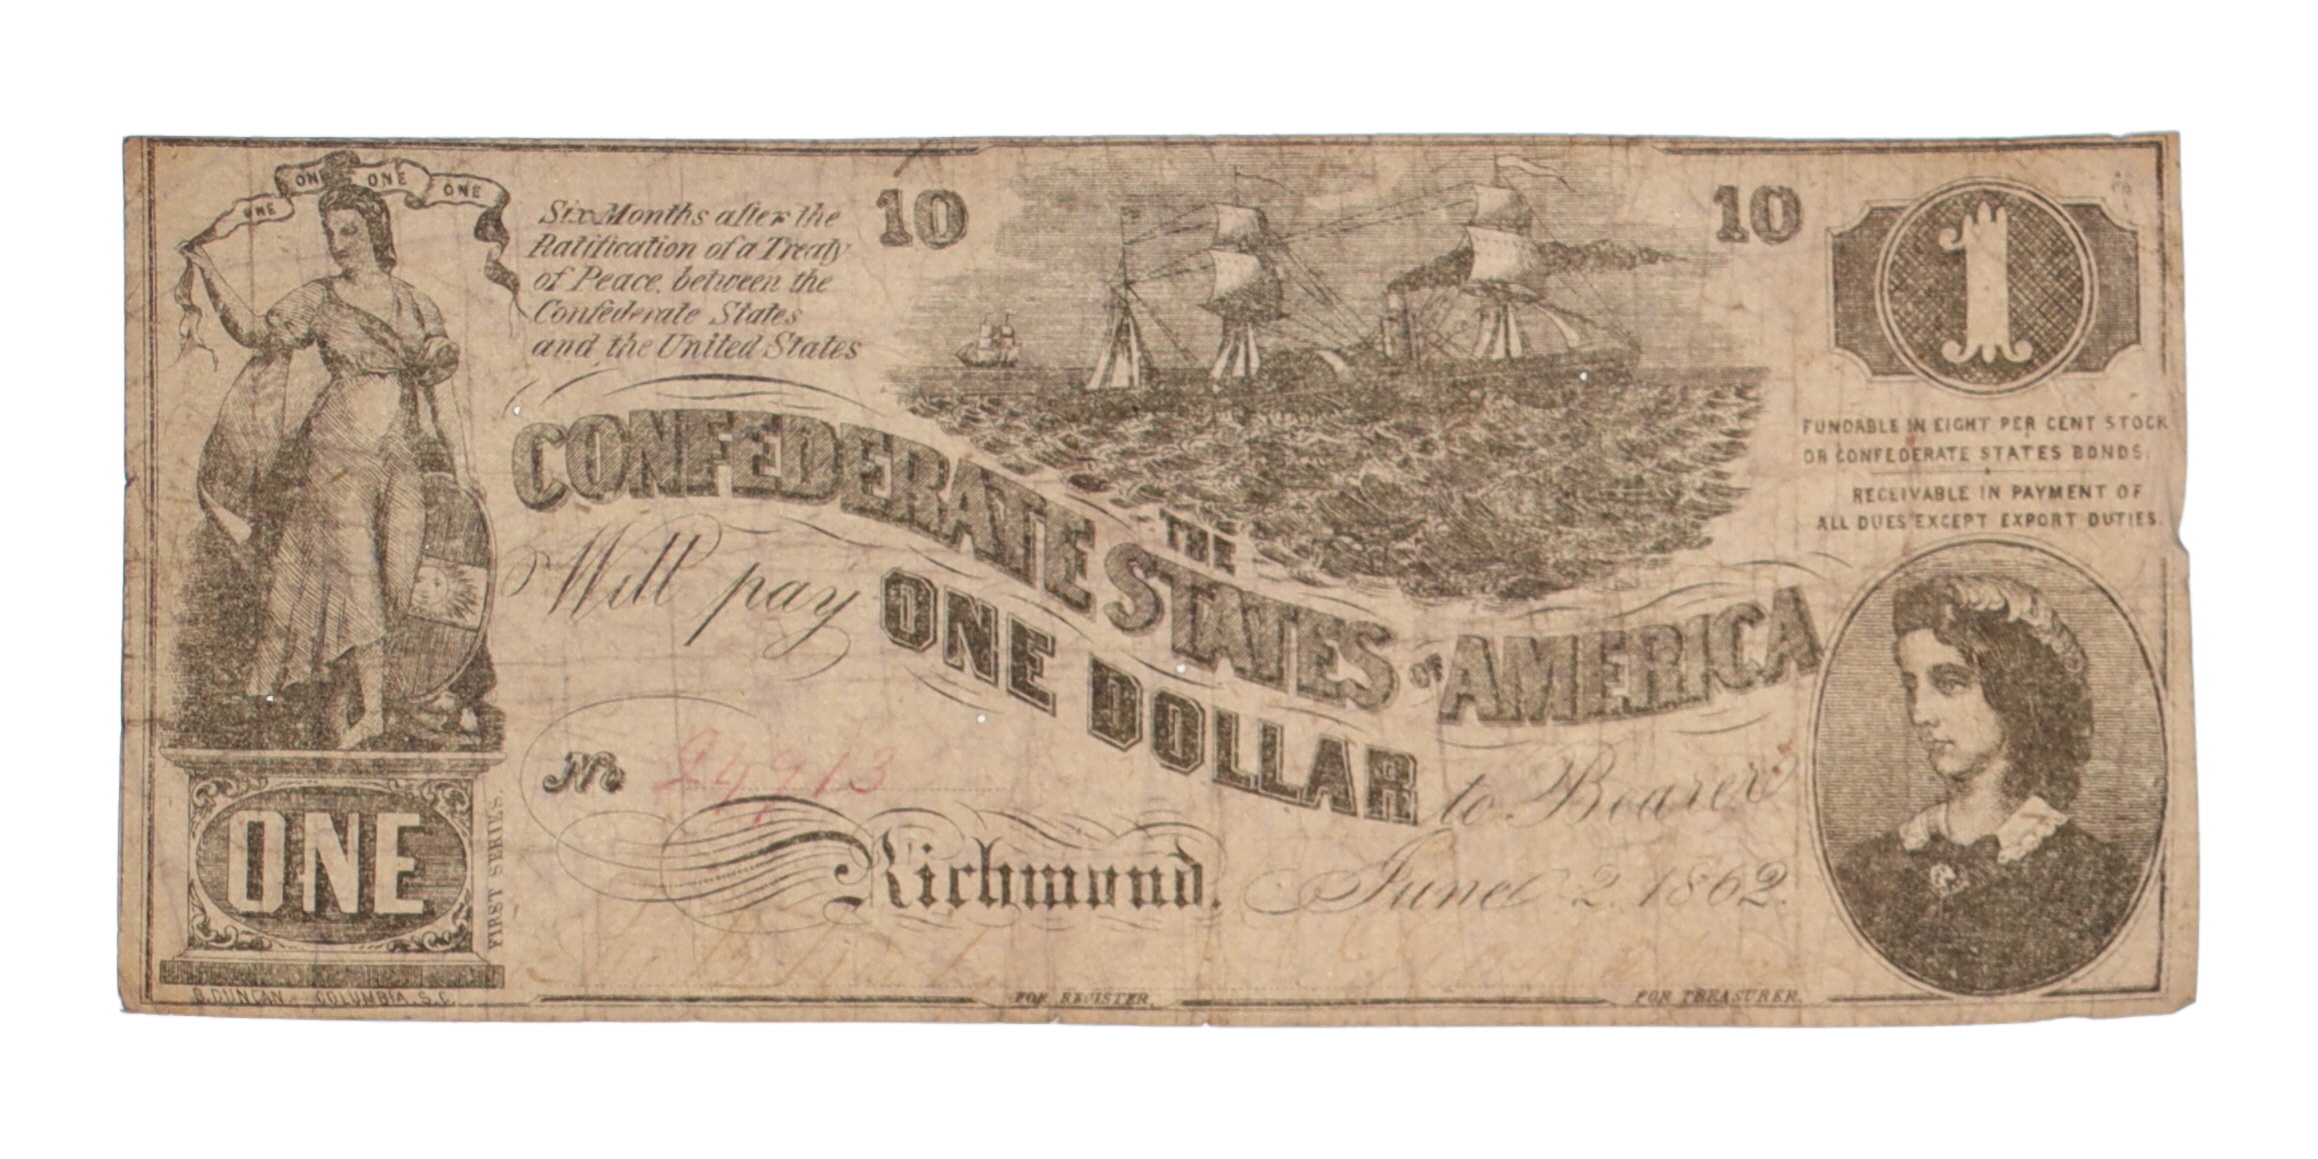 ONE ONE ONE ONE
Six Months after the
Ratification of a Treaty
of Peace between the
Confederate States
and the United States
10
10
1
FUNDABLE IN EIGHT PER CENT STOCK
OR CONFEDERATE STATES BONDS.
RECEIVABLE IN PAYMENT OF
ALL DUES EXCEPT EXPORT DUTIES.
THE
CONFEDERATE STATES OF AMERICA
Will pay ONE DOLLAR to Bearer
No 24913
Richmond, June 2 1862.
ONE
FIRST SERIES.
B. DUNCAN COLUMBIA, S.C.
FOR REGISTER.
FOR TREASURER.